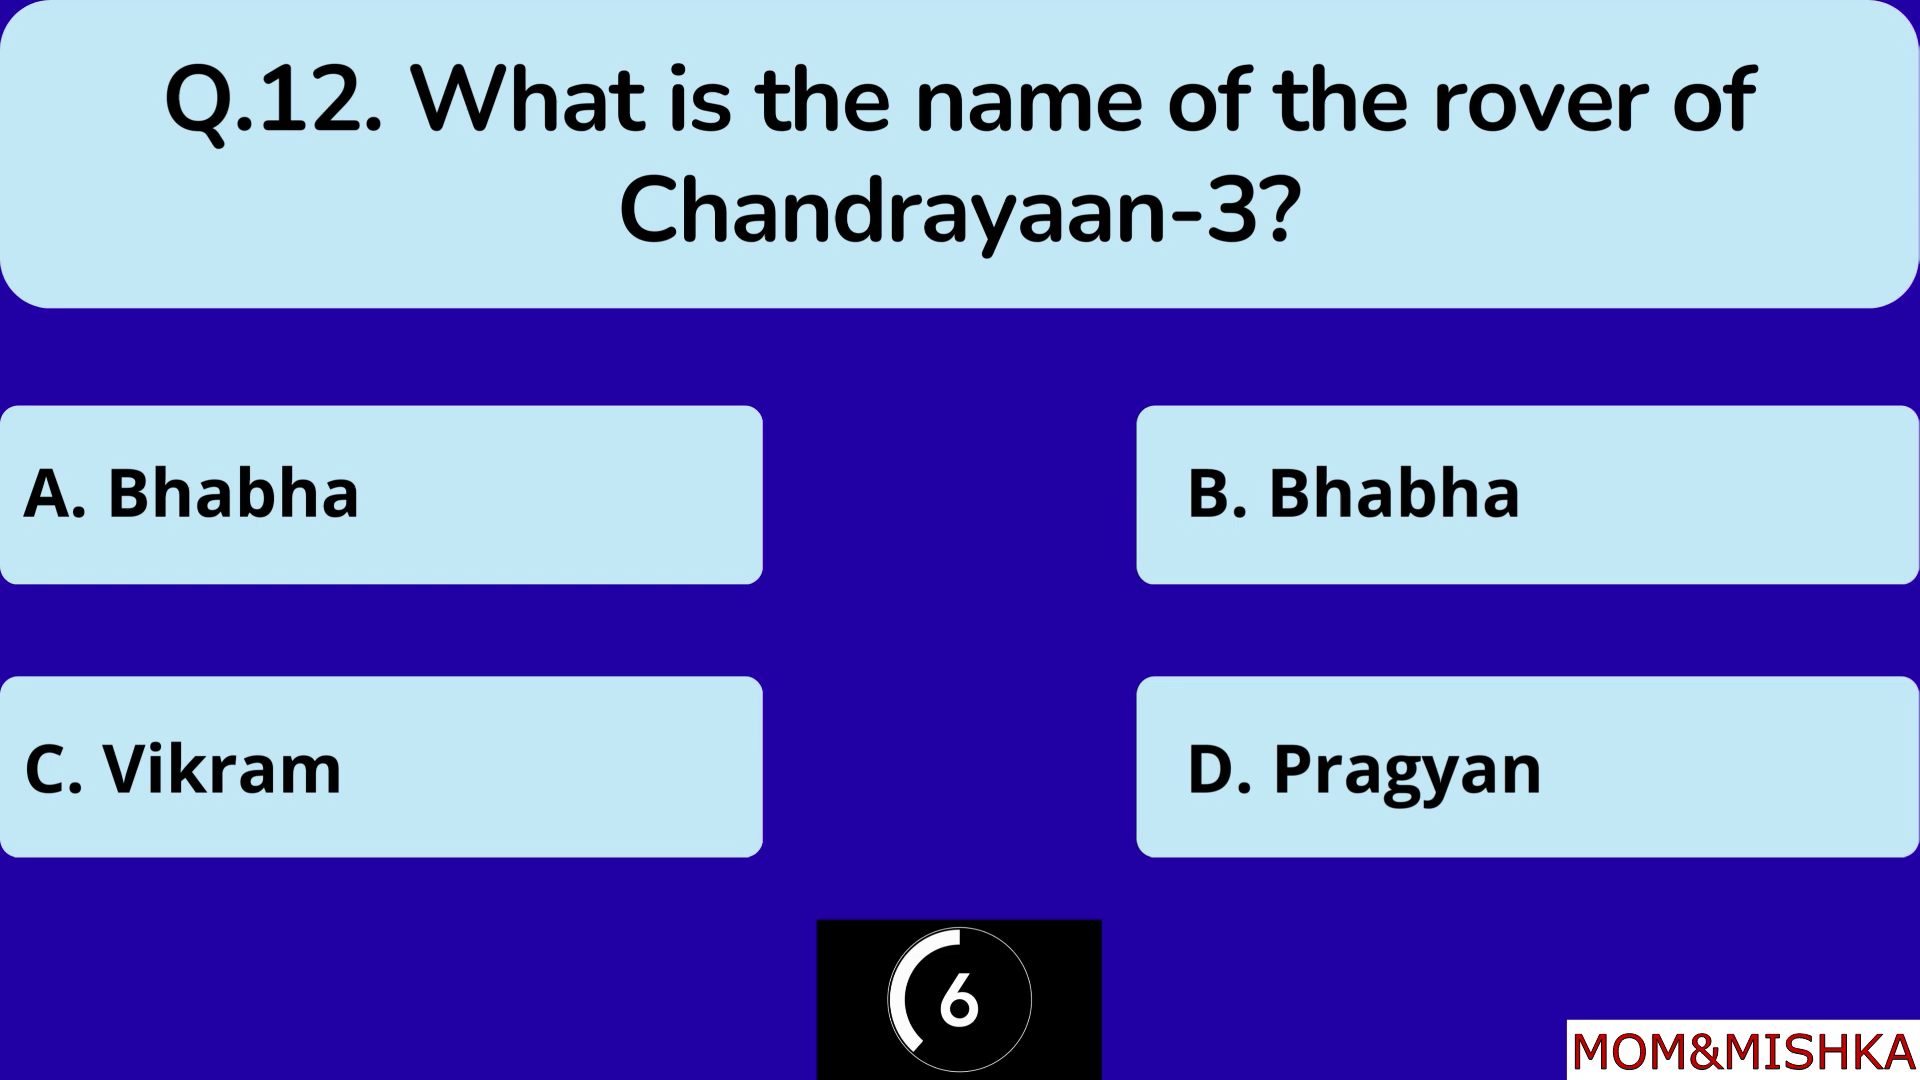 Q.12. What is the name of the rover of
Chandrayaan-3?
A. Bhabha
B. Bhabha
C. Vikram
D. Pragyan
6
MOM&MISHKA